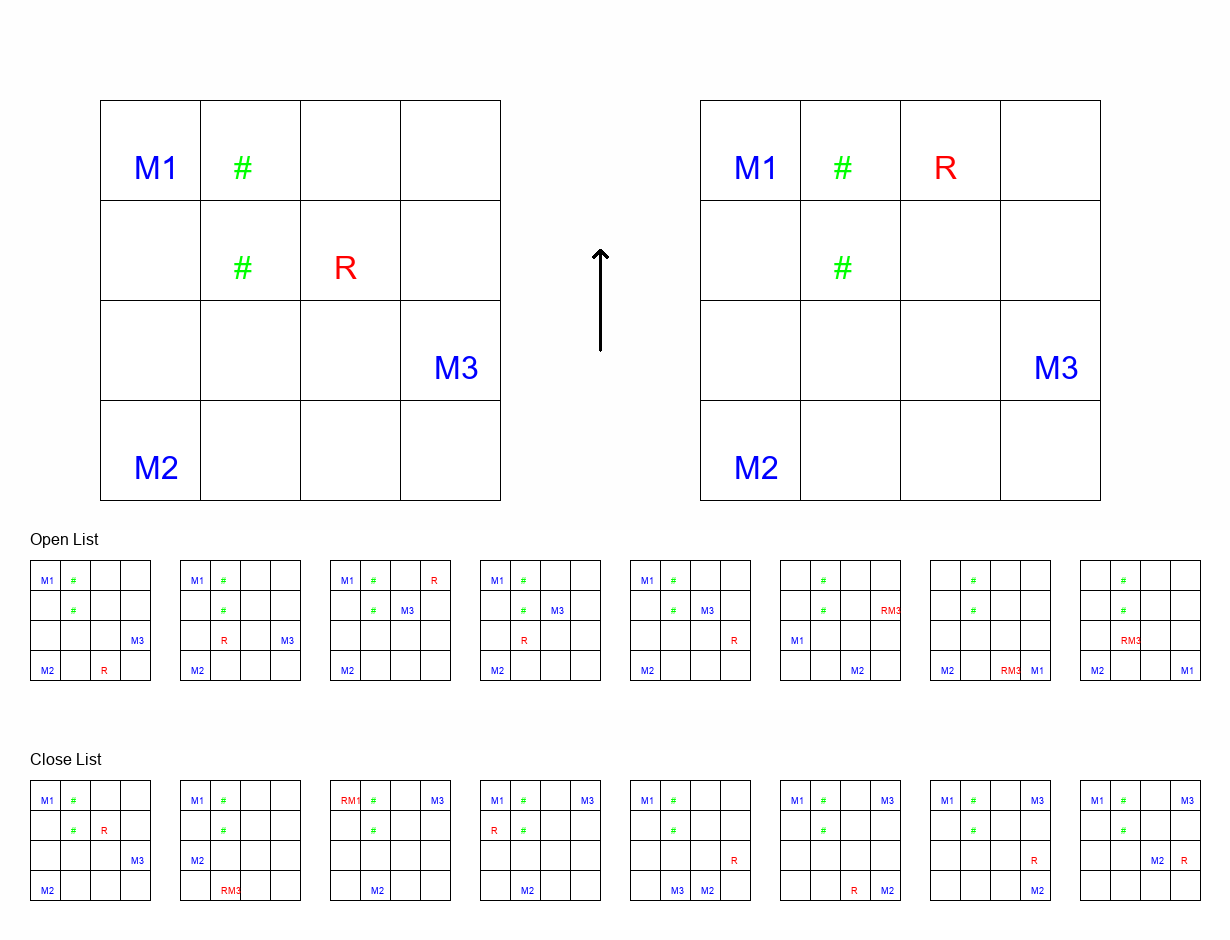 M1 # M1 # R
# R #
M3 M3
M2 M2
Open List
M1 # M1 # M1 # R M1 # M1 # # # #
# # # M3 # M3 # M3 # RM3 # #
M3 R M3 R R M1 RM3
M2 R M2 M2 M2 M2 M2 M2 RM3 M1 M2 M1
Close List
M1 # M1 # RM1 # M3 M1 # M3 M1 # M1 # M3 M1 # M3 M1 # M3
# R # # R # # # # #
M3 M2 R R M2 R
M2 RM3 M2 M2 M3 M2 R M2 M2